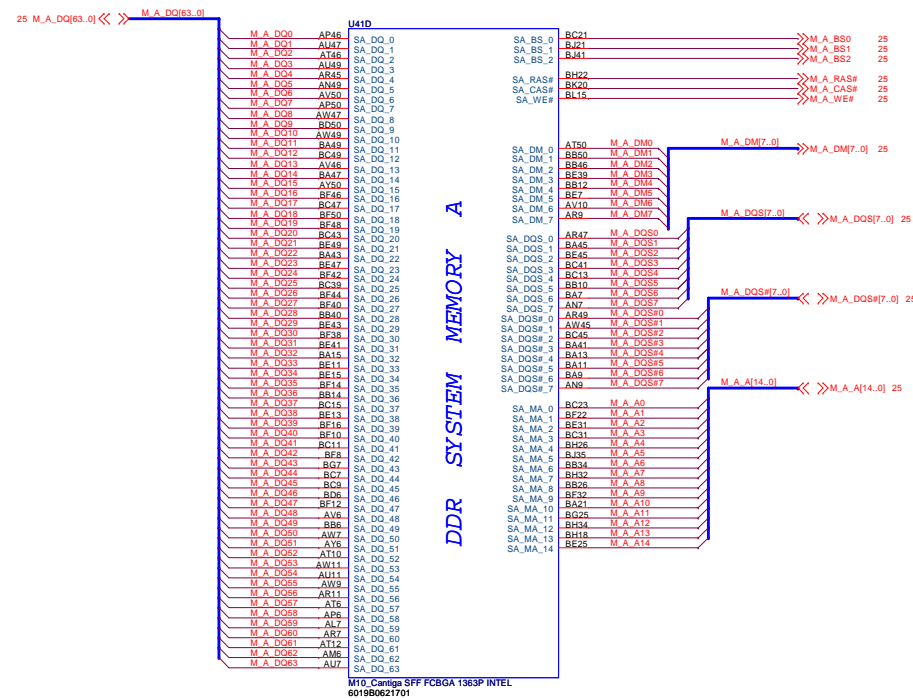 25 M_A_DQ[63..0]
M_A_DQ[63..0]
U41D
M_A_DQ0 AP46 SA_DQ_0
M_A_DQ1 AU47 SA_DQ_1
M_A_DQ2 AT46 SA_DQ_2
M_A_DQ3 AU49 SA_DQ_3
M_A_DQ4 AR45 SA_DQ_4
M_A_DQ5 AN49 SA_DQ_5
M_A_DQ6 AV50 SA_DQ_6
M_A_DQ7 AP50 SA_DQ_7
M_A_DQ8 AW47 SA_DQ_8
M_A_DQ9 BD50 SA_DQ_9
M_A_DQ10 AW49 SA_DQ_10
M_A_DQ11 BA49 SA_DQ_11
M_A_DQ12 BC49 SA_DQ_12
M_A_DQ13 AV46 SA_DQ_13
M_A_DQ14 BA47 SA_DQ_14
M_A_DQ15 AY50 SA_DQ_15
M_A_DQ16 BF46 SA_DQ_16
M_A_DQ17 BC47 SA_DQ_17
M_A_DQ18 BF50 SA_DQ_18
M_A_DQ19 BF48 SA_DQ_19
M_A_DQ20 BC43 SA_DQ_20
M_A_DQ21 BE49 SA_DQ_21
M_A_DQ22 BA43 SA_DQ_22
M_A_DQ23 BE47 SA_DQ_23
M_A_DQ24 BF42 SA_DQ_24
M_A_DQ25 BC39 SA_DQ_25
M_A_DQ26 BF44 SA_DQ_26
M_A_DQ27 BF40 SA_DQ_27
M_A_DQ28 BB40 SA_DQ_28
M_A_DQ29 BE43 SA_DQ_29
M_A_DQ30 BF38 SA_DQ_30
M_A_DQ31 BE41 SA_DQ_31
M_A_DQ32 BA15 SA_DQ_32
M_A_DQ33 BE11 SA_DQ_33
M_A_DQ34 BE15 SA_DQ_34
M_A_DQ35 BF14 SA_DQ_35
M_A_DQ36 BB14 SA_DQ_36
M_A_DQ37 BC15 SA_DQ_37
M_A_DQ38 BE13 SA_DQ_38
M_A_DQ39 BF16 SA_DQ_39
M_A_DQ40 BF10 SA_DQ_40
M_A_DQ41 BC11 SA_DQ_41
M_A_DQ42 BF8 SA_DQ_42
M_A_DQ43 BG7 SA_DQ_43
M_A_DQ44 BC7 SA_DQ_44
M_A_DQ45 BC9 SA_DQ_45
M_A_DQ46 BD6 SA_DQ_46
M_A_DQ47 BF12 SA_DQ_47
M_A_DQ48 AV6 SA_DQ_48
M_A_DQ49 BB6 SA_DQ_49
M_A_DQ50 AW7 SA_DQ_50
M_A_DQ51 AY6 SA_DQ_51
M_A_DQ52 AT10 SA_DQ_52
M_A_DQ53 AW11 SA_DQ_53
M_A_DQ54 AU11 SA_DQ_54
M_A_DQ55 AW9 SA_DQ_55
M_A_DQ56 AR11 SA_DQ_56
M_A_DQ57 AT6 SA_DQ_57
M_A_DQ58 AP6 SA_DQ_58
M_A_DQ59 AL7 SA_DQ_59
M_A_DQ60 AR7 SA_DQ_60
M_A_DQ61 AT12 SA_DQ_61
M_A_DQ62 AM6 SA_DQ_62
M_A_DQ63 AU7 SA_DQ_63
DDR SYSTEM MEMORY A
SA_BS_0 BC21 M_A_BS0 25
SA_BS_1 BJ21 M_A_BS1 25
SA_BS_2 BJ41 M_A_BS2 25
SA_RAS# BH22 M_A_RAS# 25
SA_CAS# BK20 M_A_CAS# 25
SA_WE# BL15 M_A_WE# 25
SA_DM_0 AT50 M_A_DM0
SA_DM_1 BB50 M_A_DM1
SA_DM_2 BB46 M_A_DM2
SA_DM_3 BE39 M_A_DM3
SA_DM_4 BB12 M_A_DM4
SA_DM_5 BE7 M_A_DM5
SA_DM_6 AV10 M_A_DM6
SA_DM_7 AR9 M_A_DM7
M_A_DM[7..0] M_A_DM[7..0] 25
SA_DQS_0 AR47 M_A_DQS0
SA_DQS_1 BA45 M_A_DQS1
SA_DQS_2 BE45 M_A_DQS2
SA_DQS_3 BC41 M_A_DQS3
SA_DQS_4 BC13 M_A_DQS4
SA_DQS_5 BB10 M_A_DQS5
SA_DQS_6 BA7 M_A_DQS6
SA_DQS_7 AN7 M_A_DQS7
M_A_DQS[7..0] M_A_DQS[7..0] 25
SA_DQS#_0 AR49 M_A_DQS#0
SA_DQS#_1 AW45 M_A_DQS#1
SA_DQS#_2 BC45 M_A_DQS#2
SA_DQS#_3 BA41 M_A_DQS#3
SA_DQS#_4 BA13 M_A_DQS#4
SA_DQS#_5 BA11 M_A_DQS#5
SA_DQS#_6 BA9 M_A_DQS#6
SA_DQS#_7 AN9 M_A_DQS#7
M_A_DQS#[7..0] M_A_DQS#[7..0] 25
SA_MA_0 BC23 M_A_A0
SA_MA_1 BF22 M_A_A1
SA_MA_2 BE31 M_A_A2
SA_MA_3 BC31 M_A_A3
SA_MA_4 BH26 M_A_A4
SA_MA_5 BJ35 M_A_A5
SA_MA_6 BB34 M_A_A6
SA_MA_7 BH32 M_A_A7
SA_MA_8 BB26 M_A_A8
SA_MA_9 BF32 M_A_A9
SA_MA_10 BA21 M_A_A10
SA_MA_11 BG25 M_A_A11
SA_MA_12 BH34 M_A_A12
SA_MA_13 BH18 M_A_A13
SA_MA_14 BE25 M_A_A14
M_A_A[14..0] M_A_A[14..0] 25
M10_Cantiga SFF FCBGA 1363P INTEL
6019B0621701